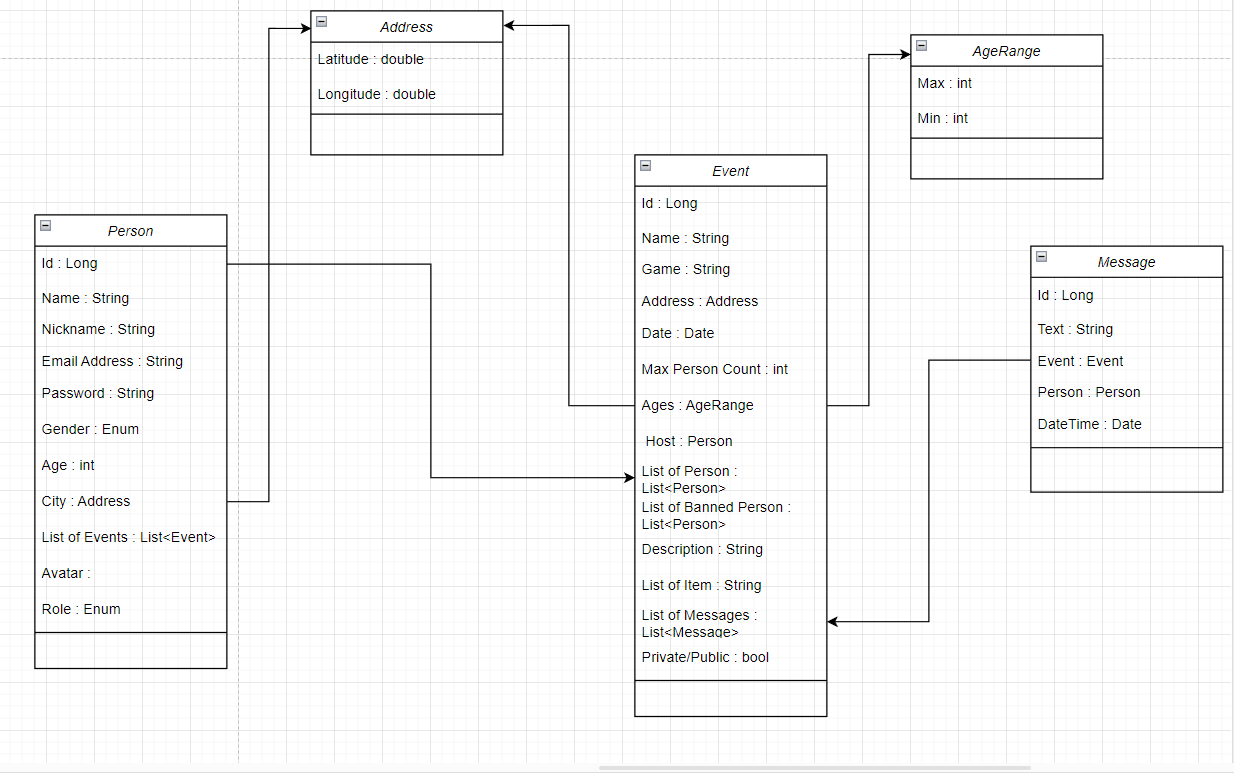 Address
Latitude : double
Longitude : double
AgeRange
Max : int
Min : int
Event
Id : Long
Name : String
Game : String
Address : Address
Date : Date
Max Person Count : int
Ages : AgeRange
Host : Person
List of Person :
List<Person>
List of Banned Person :
List<Person>
Description : String
List of Item : String
List of Messages :
List<Message>
Private/Public : bool
Person
Id : Long
Name : String
Nickname : String
Email Address : String
Password : String
Gender : Enum
Age : int
City : Address
List of Events : List<Event>
Avatar :
Role : Enum
Message
Id : Long
Text : String
Event : Event
Person : Person
DateTime : Date